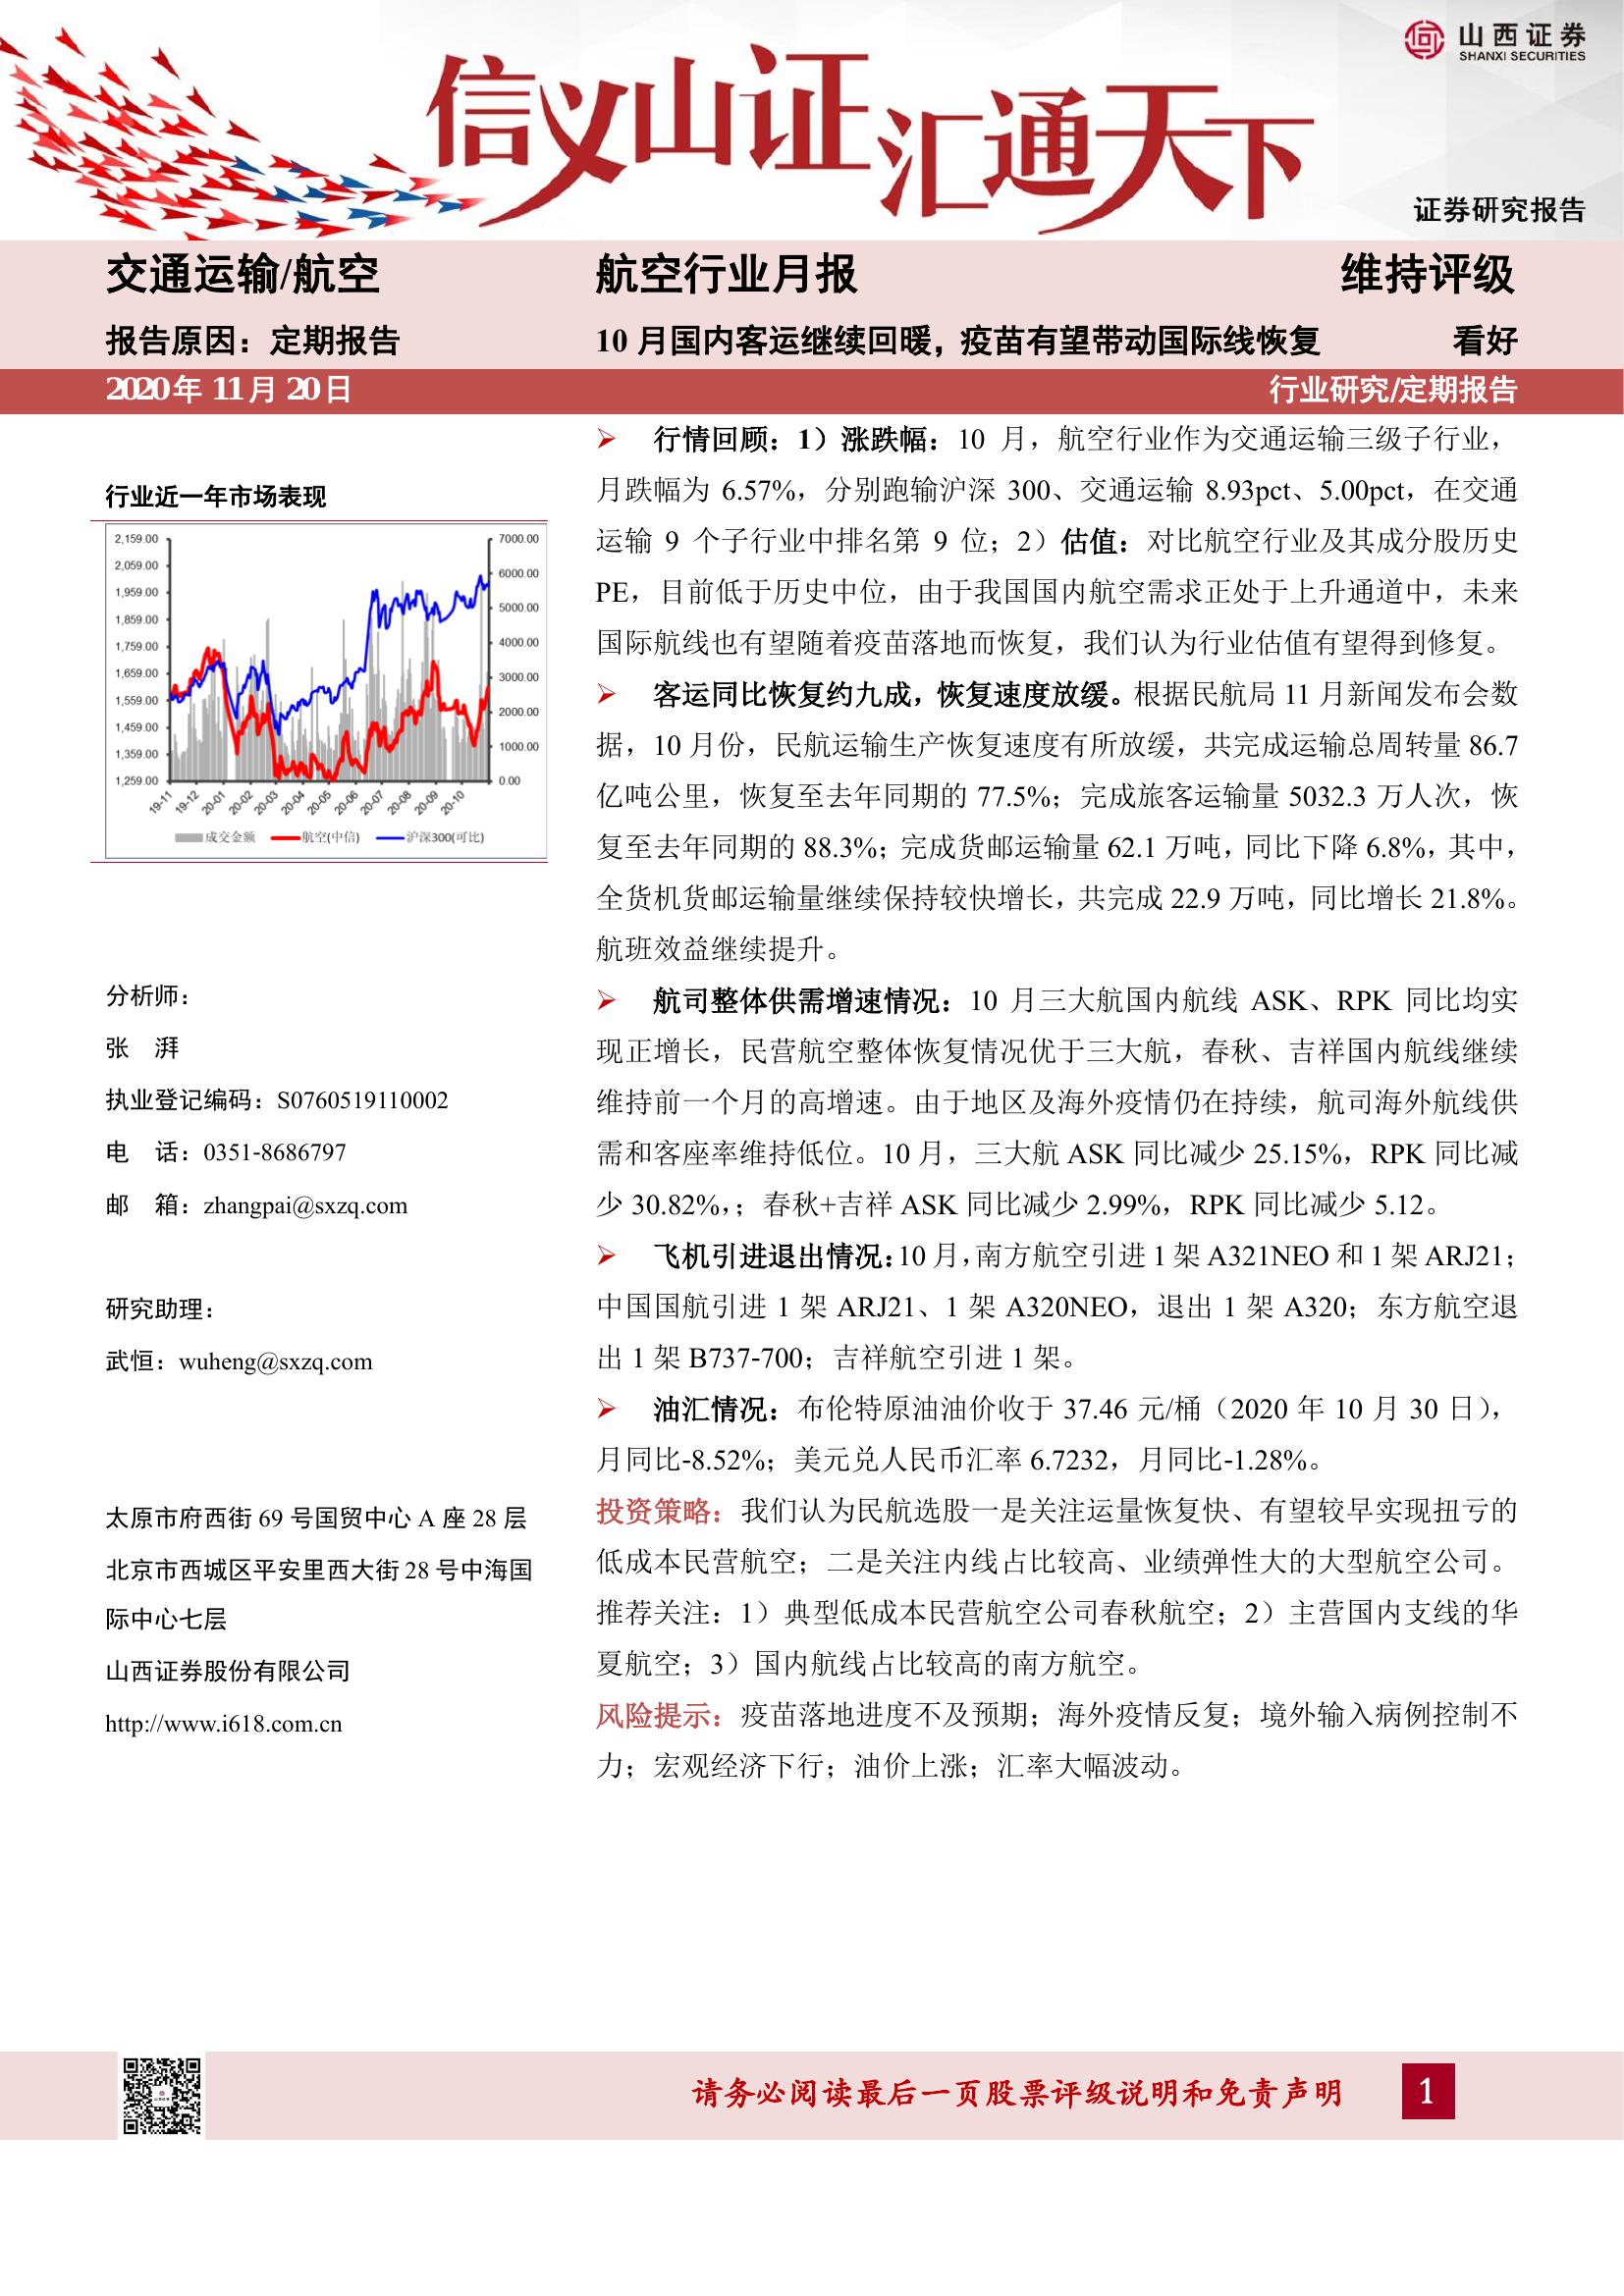 山西证券
SHANXI SECURITIES
信义山证汇通天下
证券研究报告
交通运输/航空
航空行业月报
维持评级
报告原因：定期报告
10 月国内客运继续回暖，疫苗有望带动国际线恢复
看好
2020 年 11 月 20 日
行业研究/定期报告
行业近一年市场表现
2,159.00
2,059.00
1,959.00
1,859.00
1,759.00
1,659.00
1,559.00
1,459.00
1,359.00
1,259.00
7000.00
6000.00
5000.00
4000.00
3000.00
2000.00
1000.00
0.00
19-11
19-12
20-01
20-02
20-03
20-04
20-05
20-06
20-07
20-08
20-09
20-10
成交金额
航空(中信)
沪深300(可比)
分析师：
张　湃
执业登记编码：S0760519110002
电　话：0351-8686797
邮　箱：zhangpai@sxzq.com
研究助理：
武恒：wuheng@sxzq.com
太原市府西街 69 号国贸中心 A 座 28 层
北京市西城区平安里西大街 28 号中海国
际中心七层
山西证券股份有限公司
http://www.i618.com.cn
行情回顾：1）涨跌幅：10 月，航空行业作为交通运输三级子行业，
月跌幅为 6.57%，分别跑输沪深 300、交通运输 8.93pct、5.00pct，在交通
运输 9 个子行业中排名第 9 位；2）估值：对比航空行业及其成分股历史
PE，目前低于历史中位，由于我国国内航空需求正处于上升通道中，未来
国际航线也有望随着疫苗落地而恢复，我们认为行业估值有望得到修复。
客运同比恢复约九成，恢复速度放缓。根据民航局 11 月新闻发布会数
据，10 月份，民航运输生产恢复速度有所放缓，共完成运输总周转量 86.7
亿吨公里，恢复至去年同期的 77.5%；完成旅客运输量 5032.3 万人次，恢
复至去年同期的 88.3%；完成货邮运输量 62.1 万吨，同比下降 6.8%，其中，
全货机货邮运输量继续保持较快增长，共完成 22.9 万吨，同比增长 21.8%。
航班效益继续提升。
航司整体供需增速情况：10 月三大航国内航线 ASK、RPK 同比均实
现正增长，民营航空整体恢复情况优于三大航，春秋、吉祥国内航线继续
维持前一个月的高增速。由于地区及海外疫情仍在持续，航司海外航线供
需和客座率维持低位。10 月，三大航 ASK 同比减少 25.15%，RPK 同比减
少 30.82%,；春秋+吉祥 ASK 同比减少 2.99%，RPK 同比减少 5.12。
飞机引进退出情况：10 月，南方航空引进 1 架 A321NEO 和 1 架 ARJ21；
中国国航引进 1 架 ARJ21、1 架 A320NEO，退出 1 架 A320；东方航空退
出 1 架 B737-700；吉祥航空引进 1 架。
油汇情况：布伦特原油油价收于 37.46 元/桶（2020 年 10 月 30 日），
月同比-8.52%；美元兑人民币汇率 6.7232，月同比-1.28%。
投资策略：我们认为民航选股一是关注运量恢复快、有望较早实现扭亏的
低成本民营航空；二是关注内线占比较高、业绩弹性大的大型航空公司。
推荐关注：1）典型低成本民营航空公司春秋航空；2）主营国内支线的华
夏航空；3）国内航线占比较高的南方航空。
风险提示：疫苗落地进度不及预期；海外疫情反复；境外输入病例控制不
力；宏观经济下行；油价上涨；汇率大幅波动。
请务必阅读最后一页股票评级说明和免责声明
1